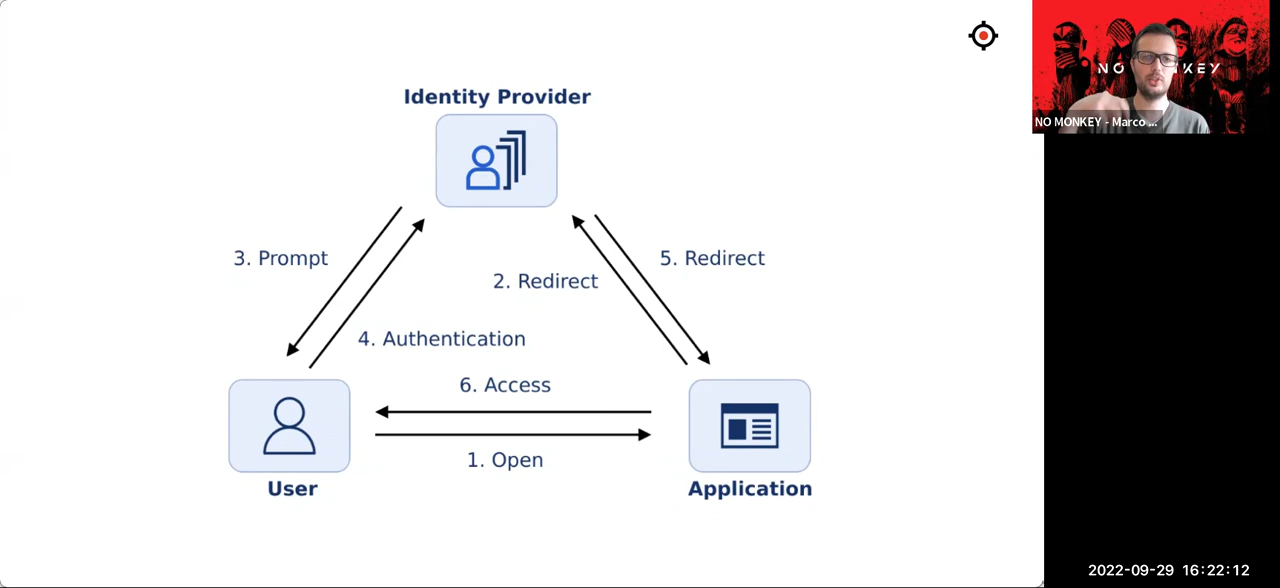 Identity Provider
NO MONKEY - Marco ...
3. Prompt
5. Redirect
2. Redirect
4. Authentication
6. Access
1. Open
User
Application
2022-09-29 16:22:12